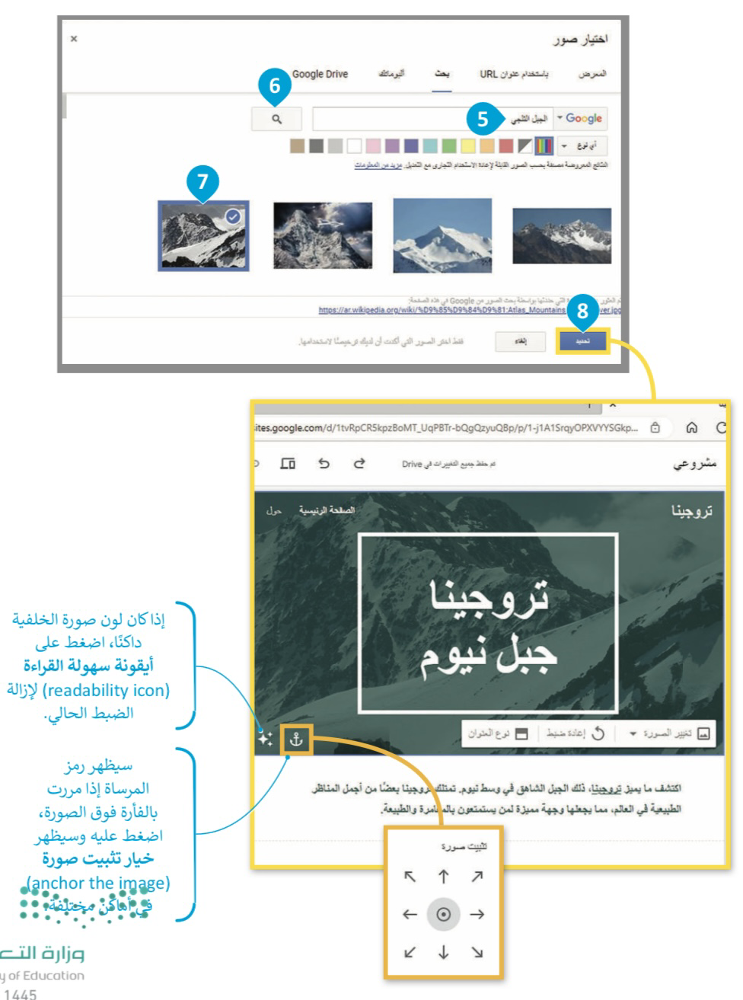 اختيار صور
×
المعرض
باستخدام عنوان URL
بحث
ألبوماتك
Google Drive
6
Google
الجبل الثلجي
5
أي نوع
النتائج المعروضة مصنفة بحسب الصور القابلة لإعادة الاستخدام التجاري مع التعديل. مزيد من المعلومات
7
التي حددتها بواسطة بحث الصور من Google في هذه الصفحة:
https://ar.wikipedia.org/wiki/%D9%85%D9%84%D9%81:Atlas_Mountains
8
تحديد
إلغاء
فقط اختر الصور التي أكدت أن لديك ترخيصًا لاستخدامها.
sites.google.com/d/1tvRpCR5kpzBoMT_UqPBTr-bQgQzyuQBp/p/1-j1A1SrqyOPXVYYSGkp...
مشروعي
تم حفظ جميع التغييرات في Drive
تروجينا
الصفحة الرئيسية
حول
تروجينا
جبل نيوم
تغيير الصورة
إعادة ضبط
نوع العنوان
اكتشف ما يميز تروجينا، ذلك الجبل الشاهق في وسط نيوم. تمتلك تروجينا بعضًا من أجمل المناظر
الطبيعية في العالم، مما يجعلها وجهة مميزة لمن يستمتعون بالمغامرة والطبيعة.
تثبيت صورة
إذا كان لون صورة الخلفية
داكنًا، اضغط على
أيقونة سهولة القراءة
(readability icon) لإزالة
الضبط الحالي.
سيظهر رمز
المرساة إذا مررت
بالفأرة فوق الصورة،
اضغط عليه وسيظهر
خيار تثبيت صورة
(anchor the image)
في أماكن مختلفة.
وزارة التع
y of Education
1445